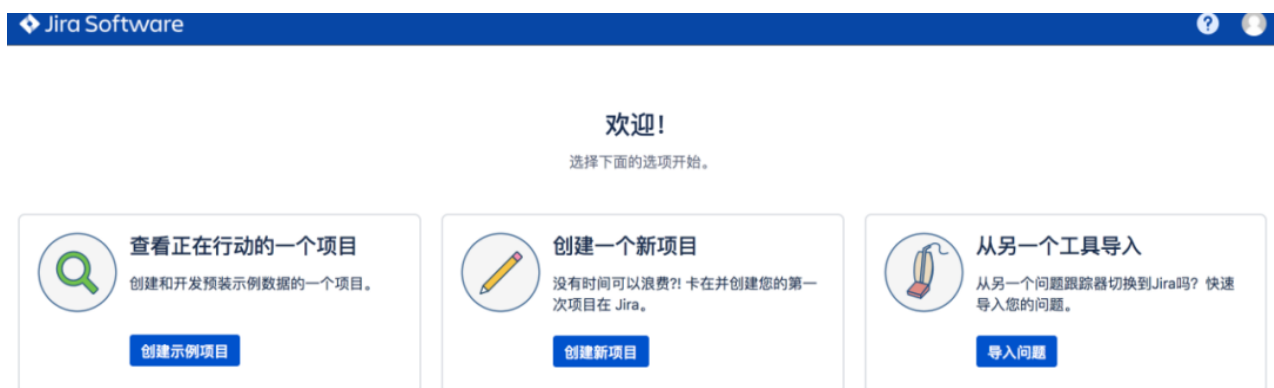 Jira Software
?
欢迎!
选择下面的选项开始。
查看正在行动的一个项目
创建和开发预装示例数据的一个项目。
创建示例项目
创建一个新项目
没有时间可以浪费?! 卡在并创建您的第一
次项目在 Jira。
创建新项目
从另一个工具导入
从另一个问题跟踪器切换到Jira吗? 快速
导入您的问题。
导入问题